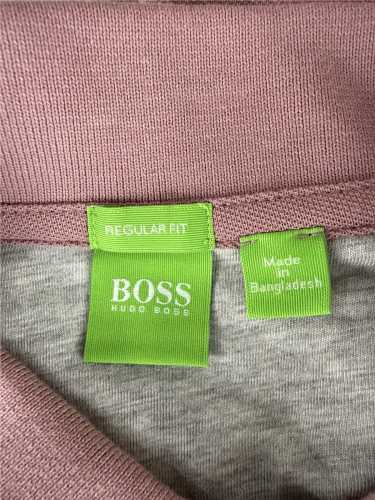 REGULAR FIT
BOSS
HUGO BOSS
Made
in
Bangladesh